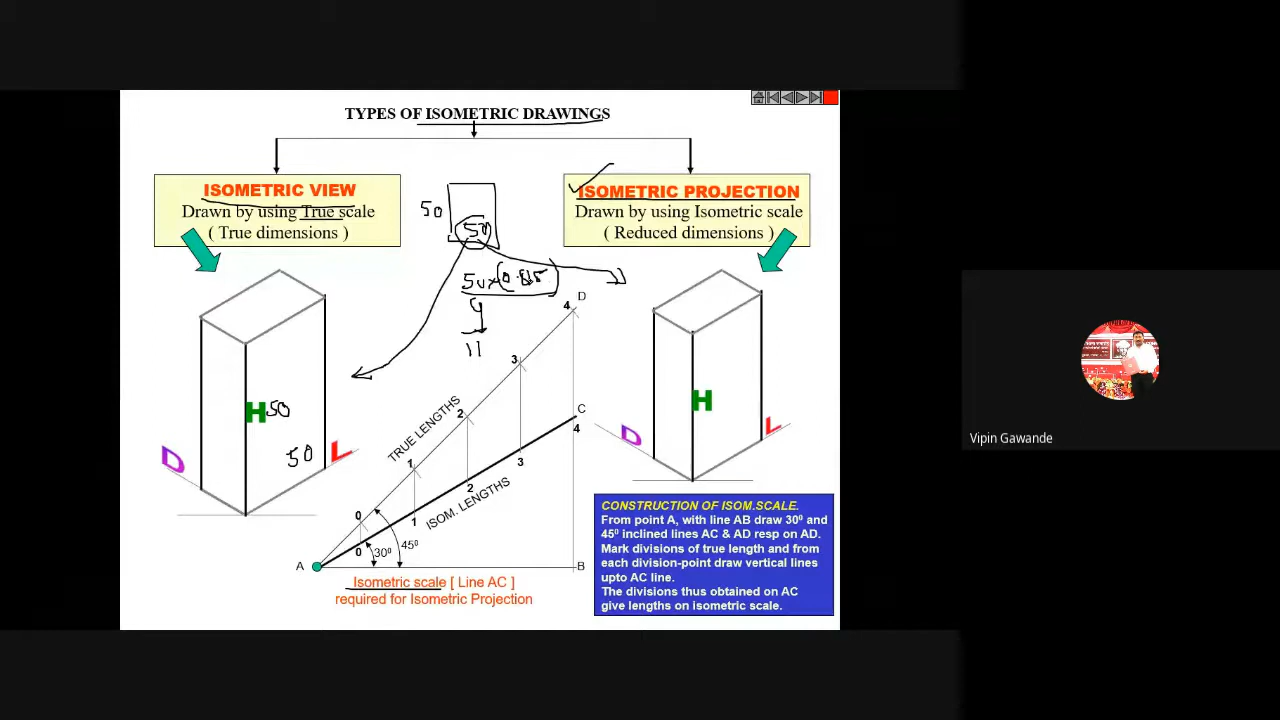 TYPES OF ISOMETRIC DRAWINGS
ISOMETRIC VIEW
Drawn by using True scale
( True dimensions )
50
50
ISOMETRIC PROJECTION
Drawn by using Isometric scale
( Reduced dimensions )
H 50
50
D
L
TRUE LENGTHS
ISOM. LENGTHS
0
1
2
3
4
D
C
0
1
2
3
4
A
30⁰
45⁰
B
Isometric scale [ Line AC ]
required for Isometric Projection
H
D
L
CONSTRUCTION OF ISOM.SCALE.
From point A, with line AB draw 30⁰ and
45⁰ inclined lines AC & AD resp on AD.
Mark divisions of true length and from
each division-point draw vertical lines
upto AC line.
The divisions thus obtained on AC
give lengths on isometric scale.
Vipin Gawande